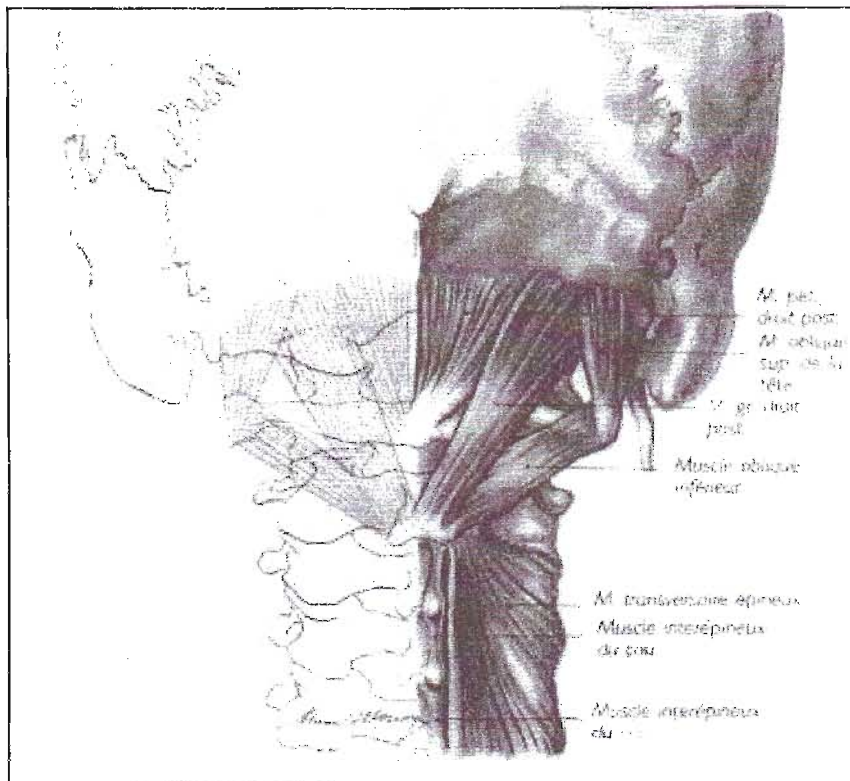 M. pet.
droit post.
M. oblique
sup. de la
tête
M. gr. droit
post.
Muscle oblique
inférieur
M. transversaire épineux
Muscle interépineux
du cou
Muscle interépineux
du